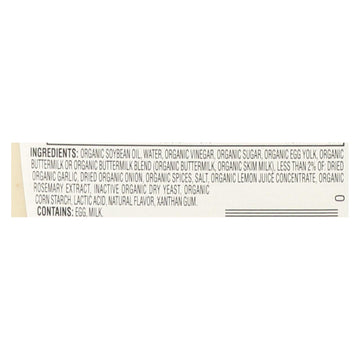 INGREDIENTS: ORGANIC SOYBEAN OIL, WATER, ORGANIC VINEGAR, ORGANIC SUGAR, ORGANIC EGG YOLK, ORGANIC
BUTTERMILK OR ORGANIC BUTTERMILK BLEND (ORGANIC BUTTERMILK, ORGANIC SKIM MILK), LESS THAN 2% OF: DRIED
ORGANIC GARLIC, DRIED ORGANIC ONION, ORGANIC SPICES, SALT, ORGANIC LEMON JUICE CONCENTRATE, ORGANIC
ROSEMARY EXTRACT, INACTIVE ORGANIC DRY YEAST, ORGANIC
CORN STARCH, LACTIC ACID, NATURAL FLAVOR, XANTHAN GUM.
CONTAINS: EGG, MILK.
0